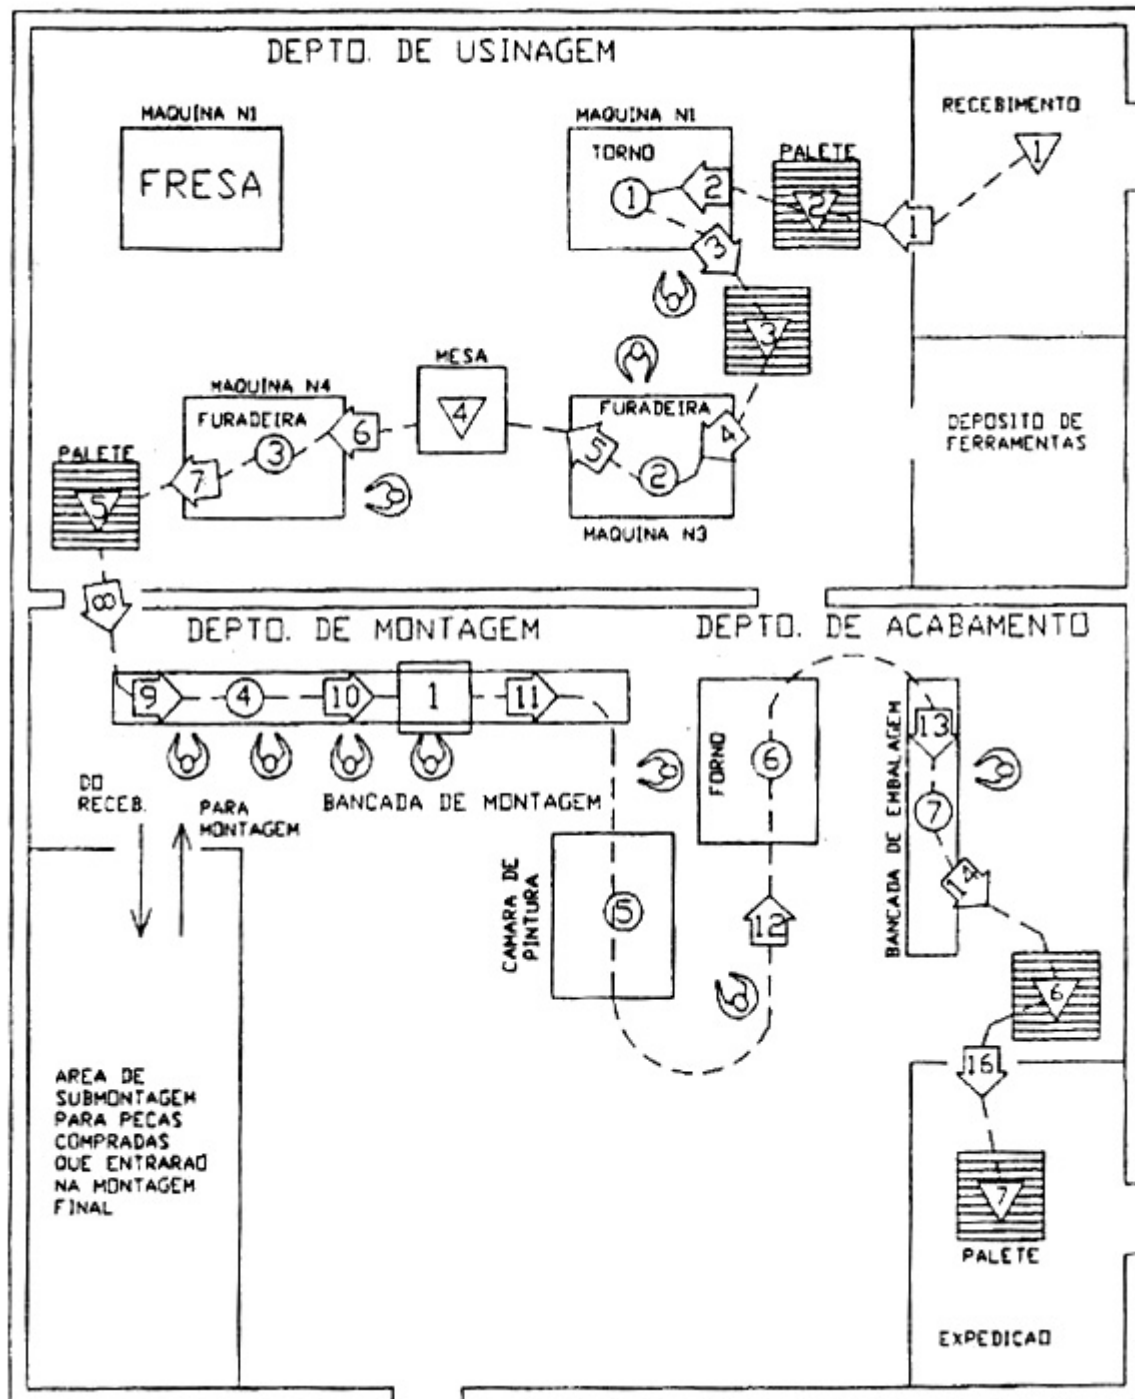 DEPTO. DE USINAGEM
MAQUINA N1
FRESA
MAQUINA N1
TORNO
1
2
3
PALETE
2
1
RECEBIMENTO
1
3
MESA
4
MAQUINA N4
FURADEIRA
3
6
7
FURADEIRA
4
5
2
MAQUINA N3
DEPOSITO DE
FERRAMENTAS
PALETE
5
8
DEPTO. DE MONTAGEM
DEPTO. DE ACABAMENTO
9
4
10
1
11
BANCADA DE MONTAGEM
DO
RECEB.
PARA
MONTAGEM
CAMARA DE
PINTURA
5
12
FORNO
6
BANCADA DE EMBALAGEM
13
7
14
6
16
7
PALETE
EXPEDICAO
AREA DE
SUBMONTAGEM
PARA PECAS
COMPRADAS
QUE ENTRARAO
NA MONTAGEM
FINAL